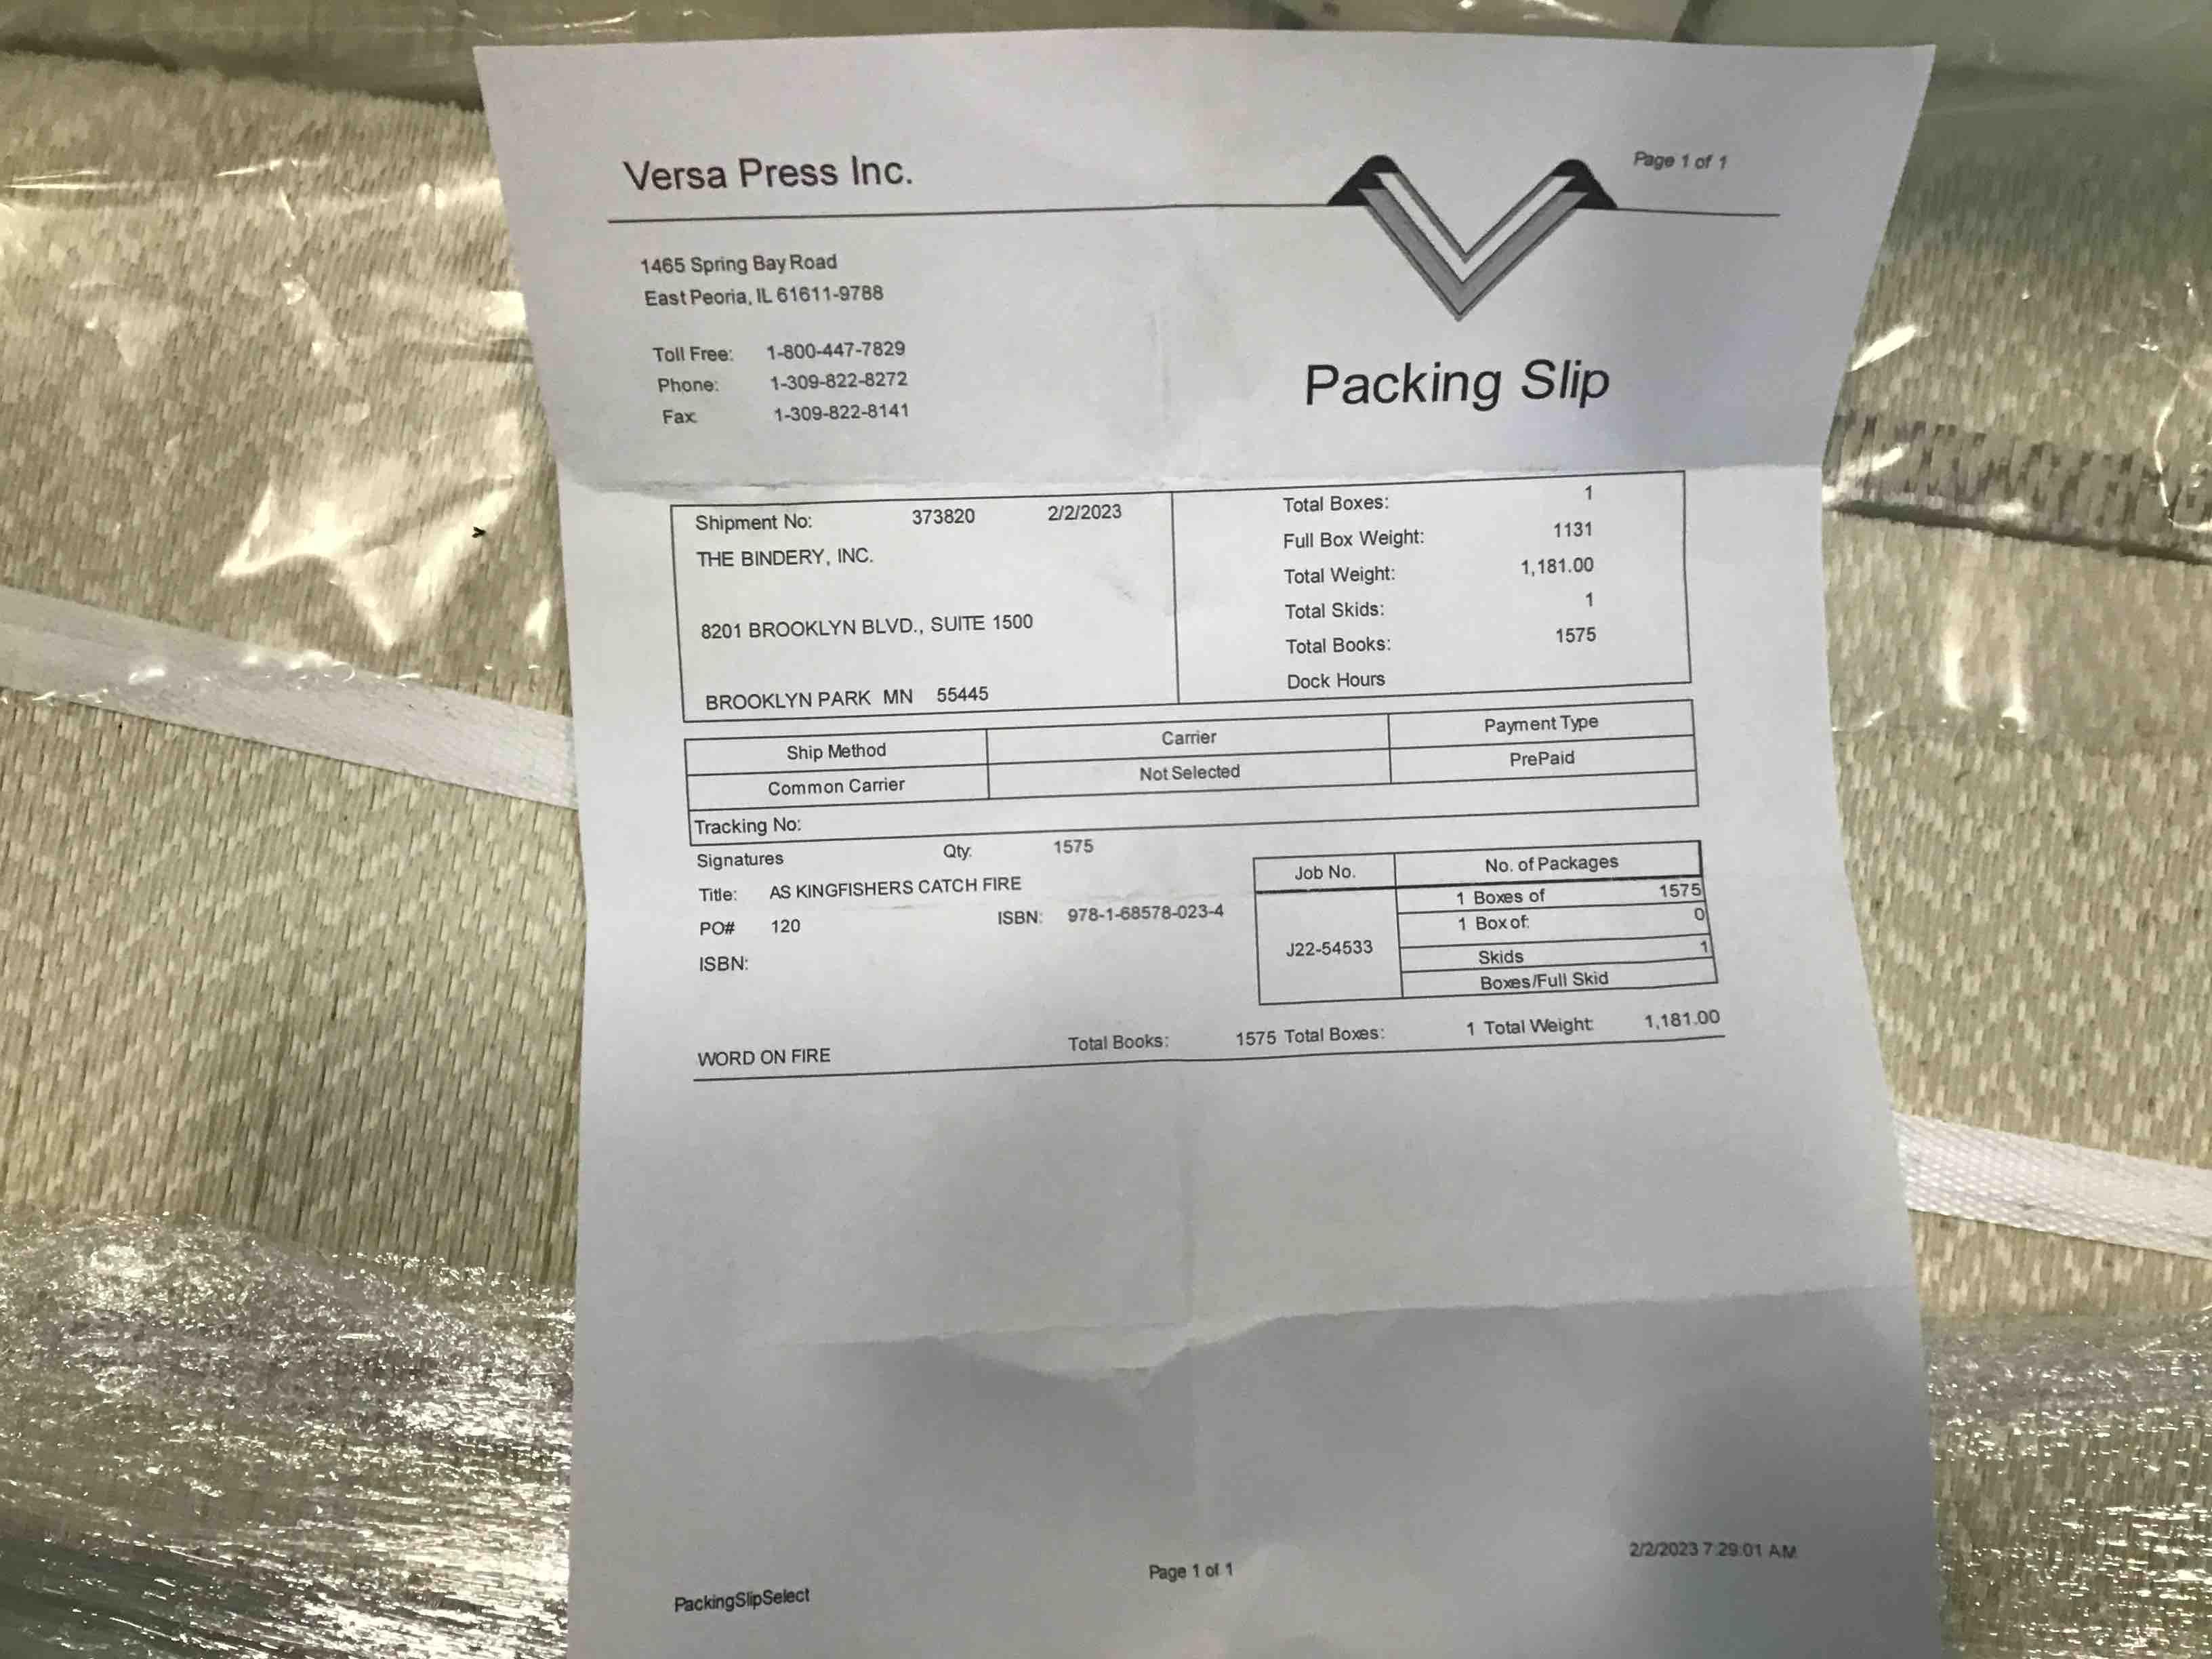 Versa Press Inc.
Page 1 of 1
1465 Spring Bay Road
East Peoria, IL 61611-9788
Toll Free: 1-800-447-7829
Phone: 1-309-822-8272
Fax: 1-309-822-8141
Packing Slip
Shipment No: 373820 2/2/2023
THE BINDERY, INC.
8201 BROOKLYN BLVD., SUITE 1500
BROOKLYN PARK MN 55445
Total Boxes: 1
Full Box Weight: 1131
Total Weight: 1,181.00
Total Skids: 1
Total Books: 1575
Dock Hours
Ship Method Carrier Payment Type
Common Carrier Not Selected PrePaid
Tracking No:
Signatures Qty: 1575
Title: AS KINGFISHERS CATCH FIRE
PO# 120 ISBN: 978-1-68578-023-4
ISBN:
Job No. No. of Packages
J22-54533
1 Boxes of 1575
1 Box of: 0
Skids 1
Boxes/Full Skid
WORD ON FIRE Total Books: 1575 Total Boxes: 1 Total Weight: 1,181.00
PackingSlipSelect Page 1 of 1 2/2/2023 7:29:01 AM